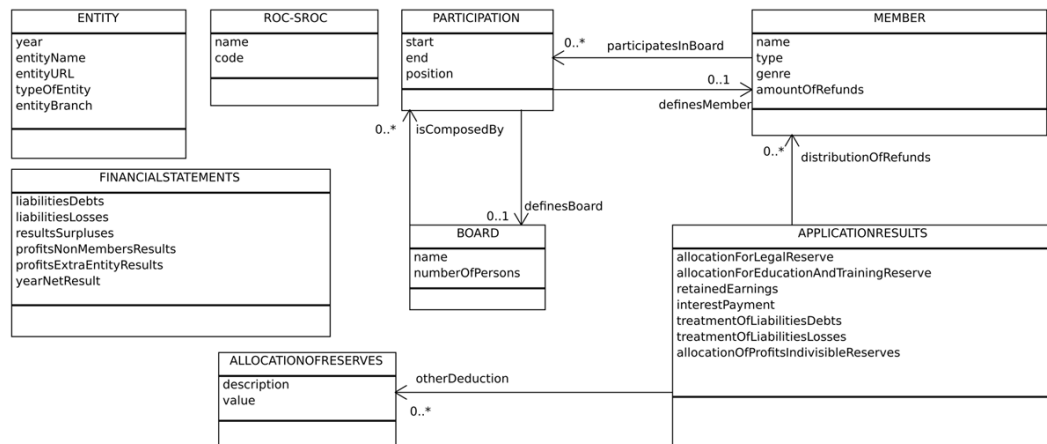 ENTITY
year
entityName
entityURL
typeOfEntity
entityBranch
ROC-SROC
name
code
PARTICIPATION
start
end
position
0..*
participatesInBoard
0..1
definesMember
MEMBER
name
type
genre
amountOfRefunds
0..*
isComposedBy
0..*
distributionOfRefunds
FINANCIALSTATEMENTS
liabilitiesDebts
liabilitiesLosses
resultsSurpluses
profitsNonMembersResults
profitsExtraEntityResults
yearNetResult
0..1
definesBoard
BOARD
name
numberOfPersons
APPLICATIONRESULTS
allocationForLegalReserve
allocationForEducationAndTrainingReserve
retainedEarnings
interestPayment
treatmentOfLiabilitiesDebts
treatmentOfLiabilitiesLosses
allocationOfProfitsIndivisibleReserves
ALLOCATIONOFRESERVES
description
value
otherDeduction
0..*